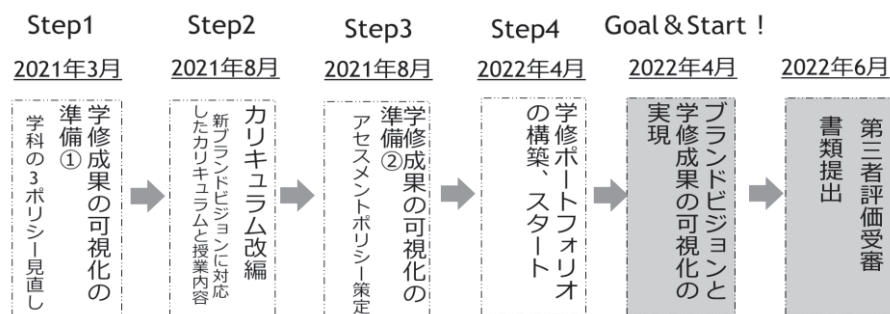 Step1
Step2
Step3
Step4
Goal＆Start！
2021年3月
2021年8月
2021年8月
2022年4月
2022年4月
2022年6月
学修成果の可視化の
準備①
学科の3ポリシー見直し
カリキュラム改編
新ブランドビジョンに対応
したカリキュラムと授業内容
学修成果の可視化の
準備②
アセスメントポリシー策定
学修ポートフォリオ
の構築、スタート
ブランドビジョンと
学修成果の可視化の
実現
第三者評価受審
書類提出